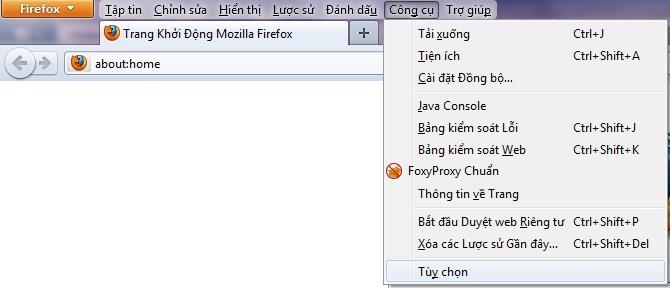 Firefox Tập tin Chỉnh sửa Hiển thị Lược sử Đánh dấu Công cụ Trợ giúp
Trang Khởi Động Mozilla Firefox +
about:home
Tải xuống Ctrl+J
Tiện ích Ctrl+Shift+A
Cài đặt Đồng bộ...
Java Console
Bảng kiểm soát Lỗi Ctrl+Shift+J
Bảng kiểm soát Web Ctrl+Shift+K
FoxyProxy Chuẩn
Thông tin về Trang
Bắt đầu Duyệt web Riêng tư Ctrl+Shift+P
Xóa các Lược sử Gần đây... Ctrl+Shift+Del
Tùy chọn